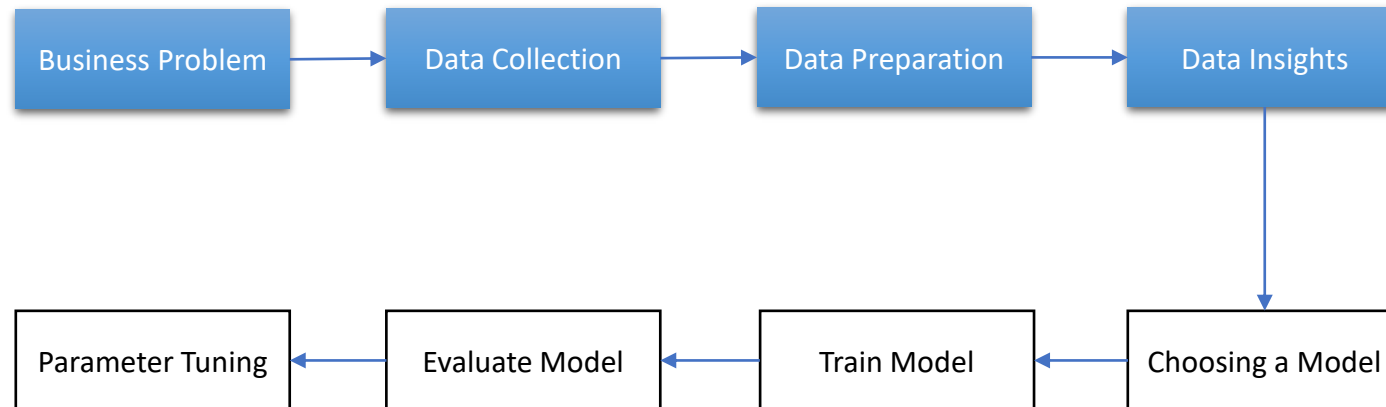 Business Problem
Data Collection
Data Preparation
Data Insights
Choosing a Model
Train Model
Evaluate Model
Parameter Tuning